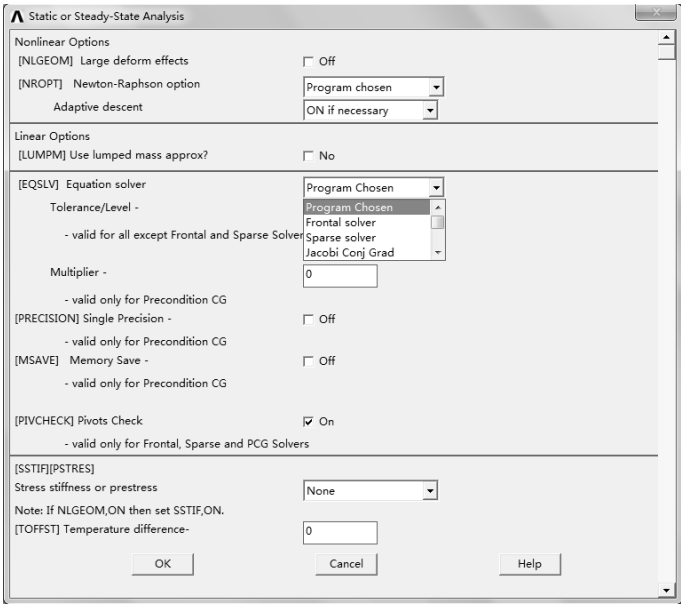 Static or Steady-State Analysis
Nonlinear Options
[NLGEOM] Large deform effects Off
[NROPT] Newton-Raphson option Program chosen
Adaptive descent ON if necessary
Linear Options
[LUMPM] Use lumped mass approx? No
[EQSLV] Equation solver Program Chosen
Tolerance/Level - Program Chosen
Frontal solver
- valid for all except Frontal and Sparse Solver Sparse solver
Jacobi Conj Grad
Multiplier - 0
- valid only for Precondition CG
[PRECISION] Single Precision - Off
- valid only for Precondition CG
[MSAVE] Memory Save - Off
- valid only for Precondition CG
[PIVCHECK] Pivots Check On
- valid only for Frontal, Sparse and PCG Solvers
[SSTIF][PSTRES]
Stress stiffness or prestress None
Note: If NLGEOM,ON then set SSTIF,ON.
[TOFFST] Temperature difference- 0
OK Cancel Help